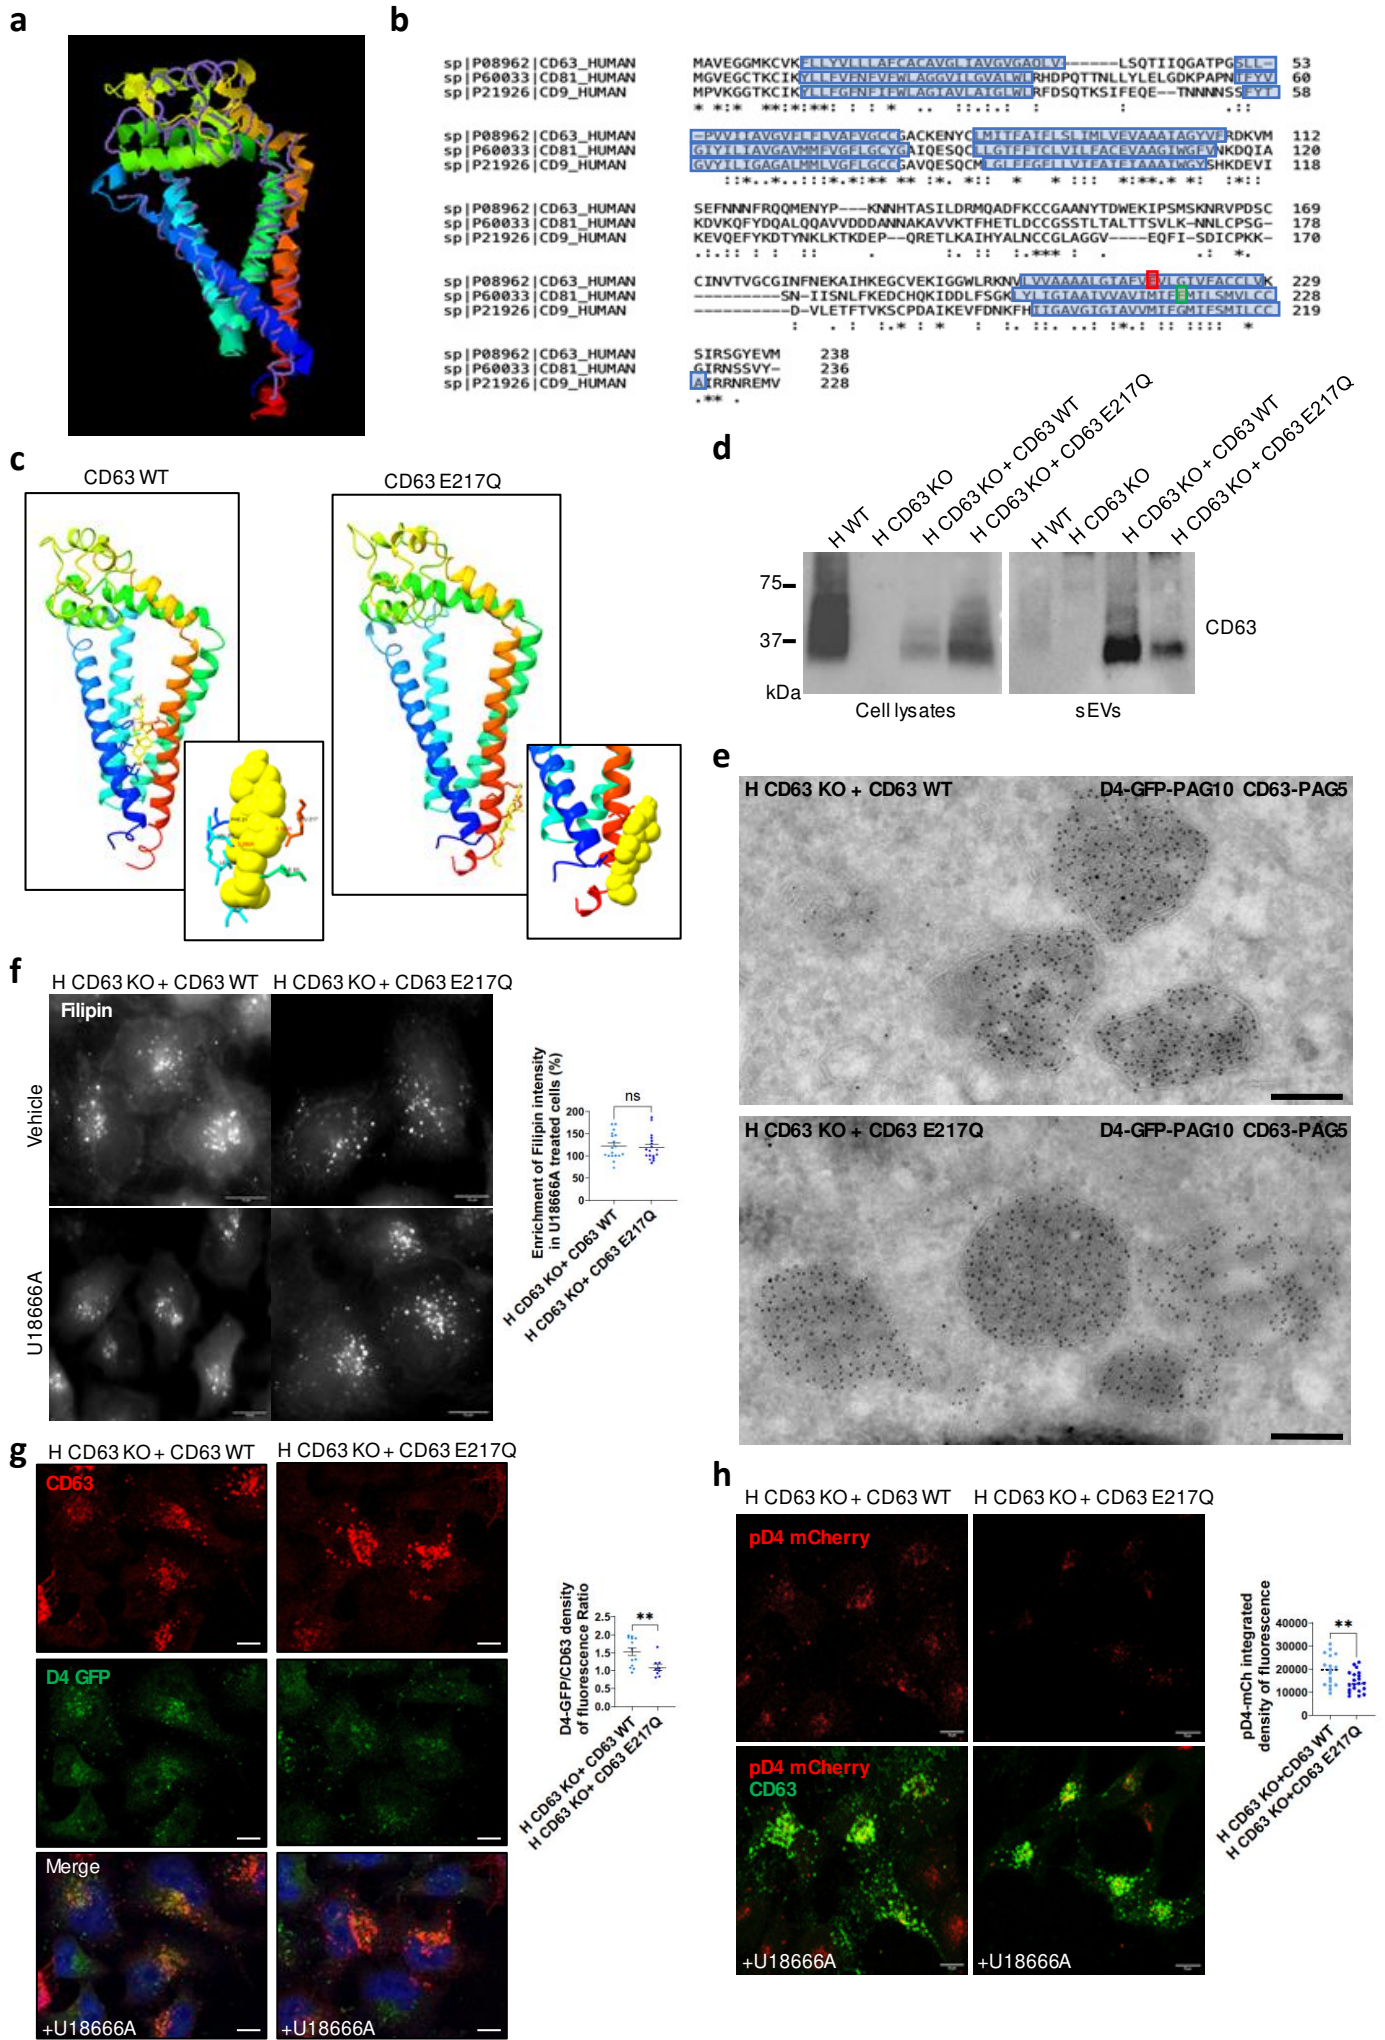 a
b
sp|P08962|CD63_HUMAN MAVEGGMKCVKFLLYVLLLAFCACAVGLIAVGVGAQLV------LSQTIIQGATPGSLL- 53
sp|P60033|CD81_HUMAN MGVEGCTKCIKYLLFVFNFVFWLAGGVILGVALWLRHDPQTTNLLYLELGDKPAPNTFYV 60
sp|P21926|CD9_HUMAN MPVKGGTKCIKYLLFGFNFIFWLAGIAVLAIGLWLRFDSQTKSIFEQE--TNNNNSSFYT 58
-PVVIIAVGVFLFLVAFVGCCGACKENYCLMITFAIFLSLIMLVEVAAAIAGYVFRDKVM 112
GIYILIAVGAVMMFVGFLGCYGAIQESQCLLGTFFTCLVILFACEVAAGIWGFVNKDQIA 120
GVYILIGAGALMMLVGFLGCCGAVQESQCMLGLFFGFLLVIFAIEIAAAIWGYSHKDEVI 118
sp|P08962|CD63_HUMAN SEFNNNFRQQMENYP---KNNHTASILDRMQADFKCCGAANYTDWEKIPSMSKNRVPDSC 169
sp|P60033|CD81_HUMAN KDVKQFYDQALQQAVVDDDANNAKAVVKTFHETLDCCGSSTLTALTTSVLK-NNLCPSG- 178
sp|P21926|CD9_HUMAN KEVQEFYKDTYNKLKTKDEP--QRETLKAIHYALNCCGLAGGV----EQFI-SDICPKK- 170
sp|P08962|CD63_HUMAN CINVTVGCGINFNEKAIHKEGCVEKIGGWLRKNVLVVAAAALGIAFVEVLGIVFACCLVK 229
sp|P60033|CD81_HUMAN ---------SN-IISNLFKEDCHQKIDDLFSGKLYLIGIAAIVVAVIMIFEMILSMVLCC 228
sp|P21926|CD9_HUMAN ----------D-VLETFTVKSCPDAIKEVFDNKFHIIGAVGIGIAVVMIFGMIFSMILCC 219
sp|P08962|CD63_HUMAN SIRSGYEVM 238
sp|P60033|CD81_HUMAN GIRNSSVY- 236
sp|P21926|CD9_HUMAN AIRRNREMV 228
c
CD63 WT
CD63 E217Q
d
H WT
H CD63 KO
H CD63 KO + CD63 WT
H CD63 KO + CD63 E217Q
H WT
H CD63 KO
H CD63 KO + CD63 WT
H CD63 KO + CD63 E217Q
75
37
kDa
CD63
Cell lysates
sEVs
e
H CD63 KO + CD63 WT
D4-GFP-PAG10 CD63-PAG5
H CD63 KO + CD63 E217Q
D4-GFP-PAG10 CD63-PAG5
f
H CD63 KO + CD63 WT
H CD63 KO + CD63 E217Q
Filipin
Vehicle
U18666A
Enrichment of Filipin intensity
in U18666A treated cells (%)
ns
200
150
100
50
0
H CD63 KO+ CD63 WT
H CD63 KO+ CD63 E217Q
g
H CD63 KO + CD63 WT
H CD63 KO + CD63 E217Q
CD63
D4 GFP
Merge
+U18666A
+U18666A
D4-GFP/CD63 density
of fluorescence Ratio
**
2.5
2.0
1.5
1.0
0.5
0.0
H CD63 KO+ CD63 WT
H CD63 KO+ CD63 E217Q
h
H CD63 KO + CD63 WT
H CD63 KO + CD63 E217Q
pD4 mCherry
pD4 mCherry
CD63
+U18666A
+U18666A
pD4-mCh integrated
density of fluorescence
**
40000
30000
20000
10000
0
H CD63 KO+CD63 WT
H CD63 KO+CD63 E217Q